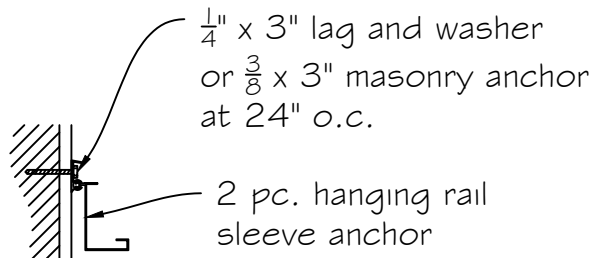 1/4" x 3" lag and washer
or 3/8 x 3" masonry anchor
at 24" o.c.
2 pc. hanging rail
sleeve anchor